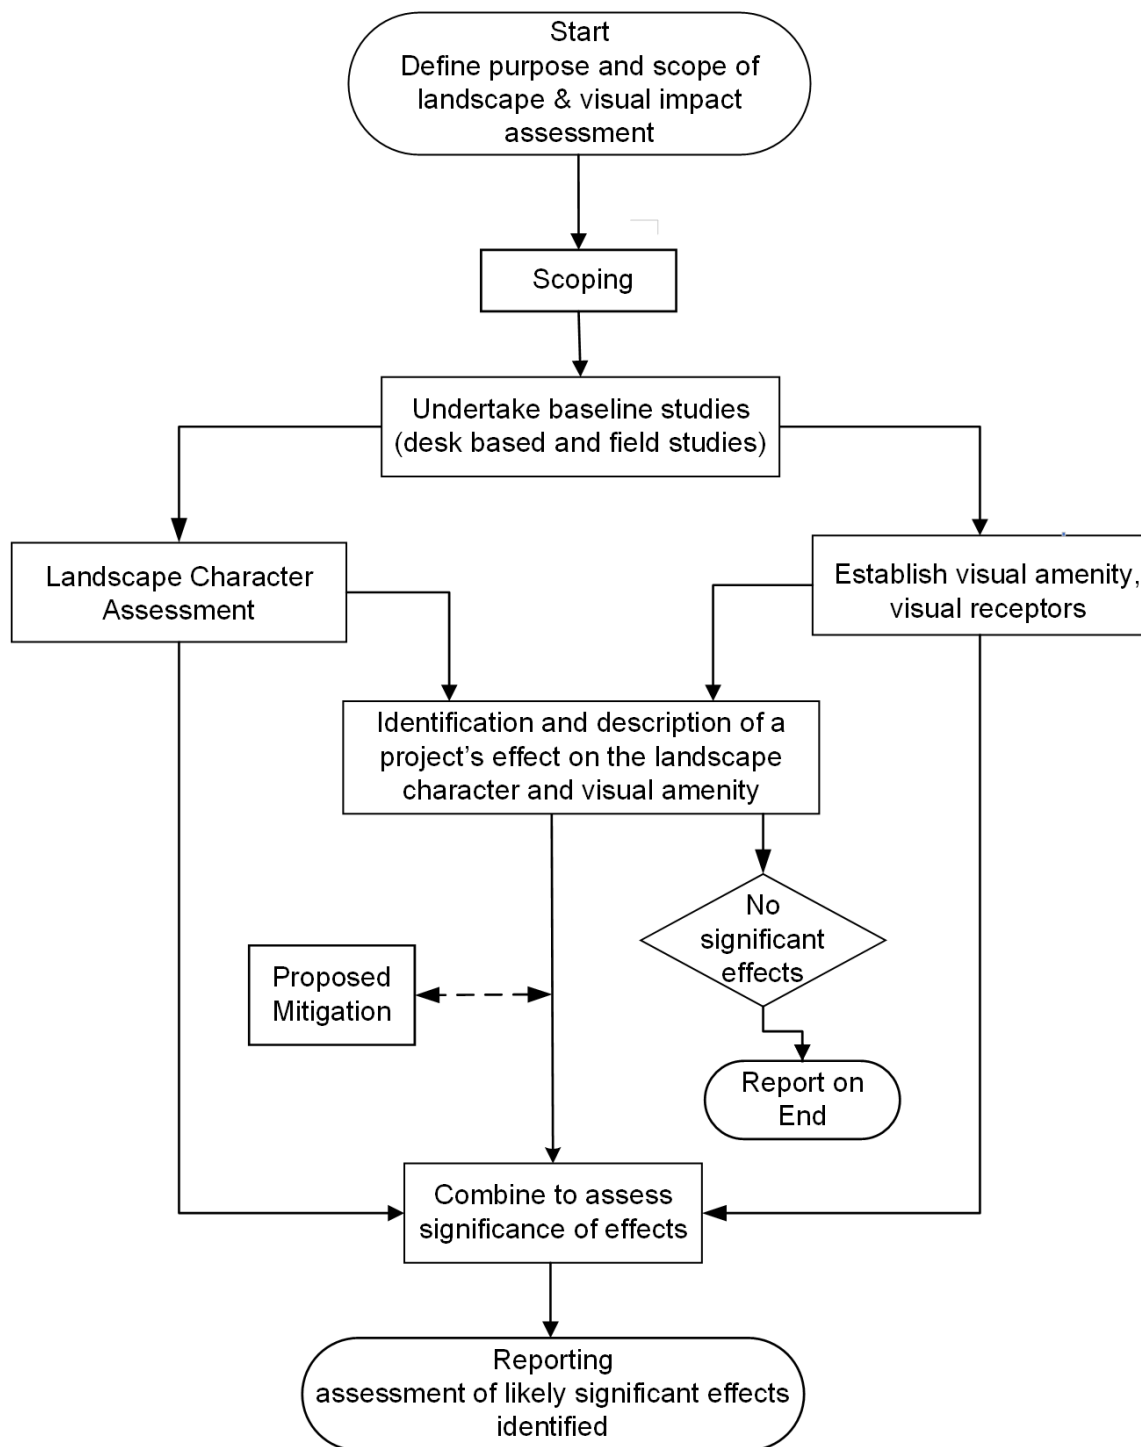 Start
Define purpose and scope of
landscape & visual impact
assessment
Scoping
Undertake baseline studies
(desk based and field studies)
Landscape Character
Assessment
Establish visual amenity,
visual receptors
Identification and description of a
project’s effect on the landscape
character and visual amenity
No
significant
effects
Proposed
Mitigation
Report on
End
Combine to assess
significance of effects
Reporting
assessment of likely significant effects
identified